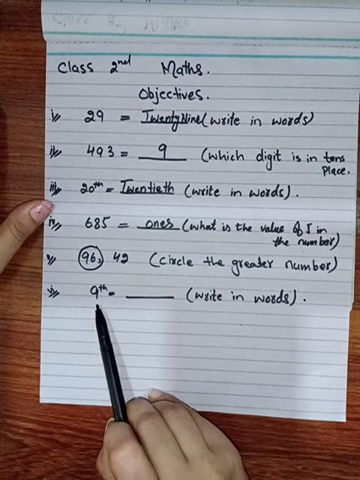 Class 2nd Maths.
Objectives.
i) 29 = Twenty Nine (write in words)
ii) 493 = 9 (which digit is in tens place.
iii) 20th = Twentieth (write in words).
iv) 685 = ones (what is the value of 5 in the number)
v) 96, 42 (circle the greater number)
vi) 9th = ______ (write in words).